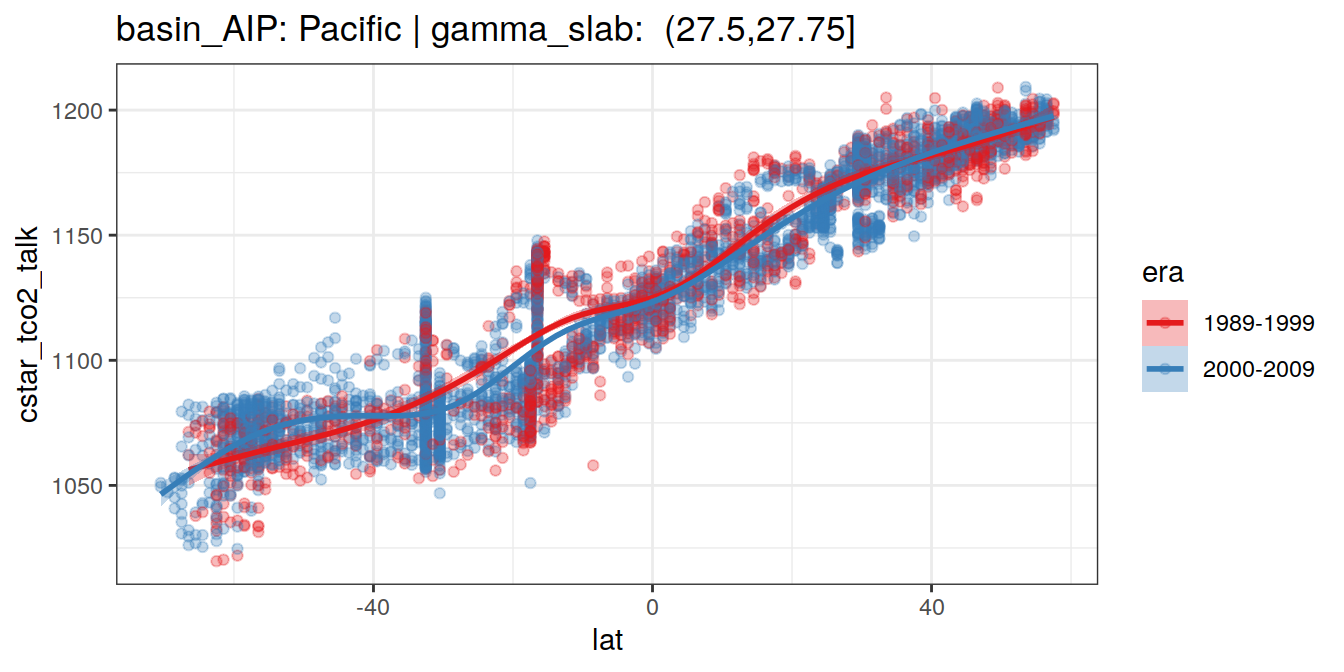 basin_AIP: Pacific | gamma_slab:  (27.5,27.75]
cstar_tco2_talk
1200
1150
1100
1050
-40
0
40
lat
era
1989-1999
2000-2009